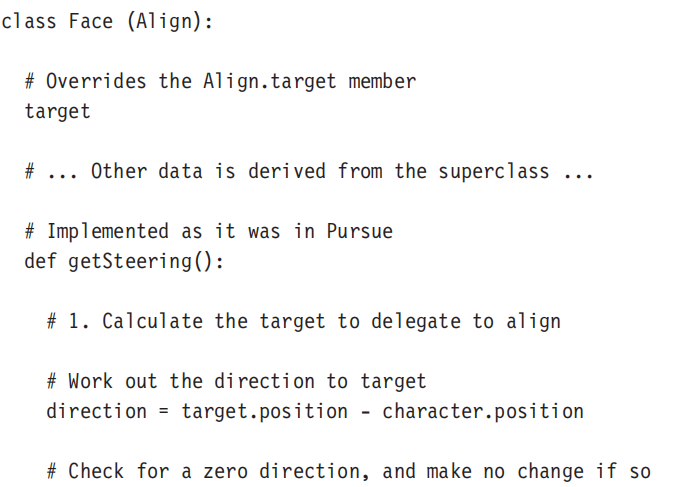 class Face (Align):
# Overrides the Align.target member
target
# ... Other data is derived from the superclass ...
# Implemented as it was in Pursue
def getSteering():
# 1. Calculate the target to delegate to align
# Work out the direction to target
direction = target.position - character.position
# Check for a zero direction, and make no change if so